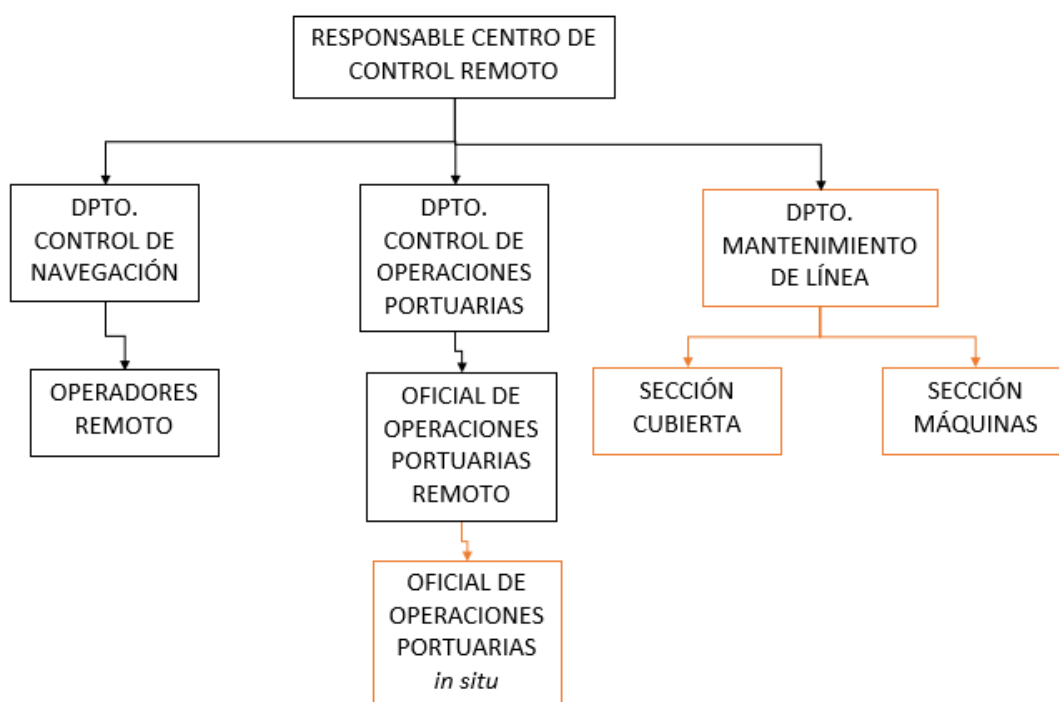 RESPONSABLE CENTRO DE
CONTROL REMOTO
DPTO.
CONTROL DE
NAVEGACIÓN
DPTO.
CONTROL DE
OPERACIONES
PORTUARIAS
DPTO.
MANTENIMIENTO
DE LÍNEA
OPERADORES
REMOTO
OFICIAL DE
OPERACIONES
PORTUARIAS
REMOTO
SECCIÓN
CUBIERTA
SECCIÓN
MÁQUINAS
OFICIAL DE
OPERACIONES
PORTUARIAS
in situ